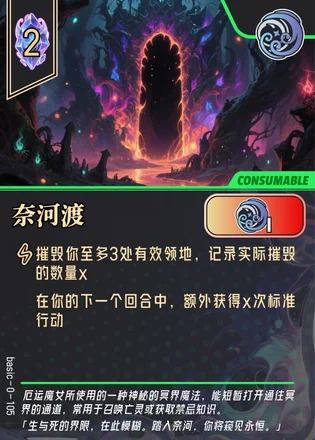 2
CONSUMABLE
奈河渡
摧毁你至多3处有效领地，记录实际摧毁
的数量x
在你的下一个回合中，额外获得x次标准
行动
basic-0-105
厄运魔女所使用的一种神秘的冥界魔法，能短暂打开通往冥
界的通道，常用于召唤亡灵或获取禁忌知识。
「生与死的界限，在此模糊。踏入奈河，你将窥见永恒。」